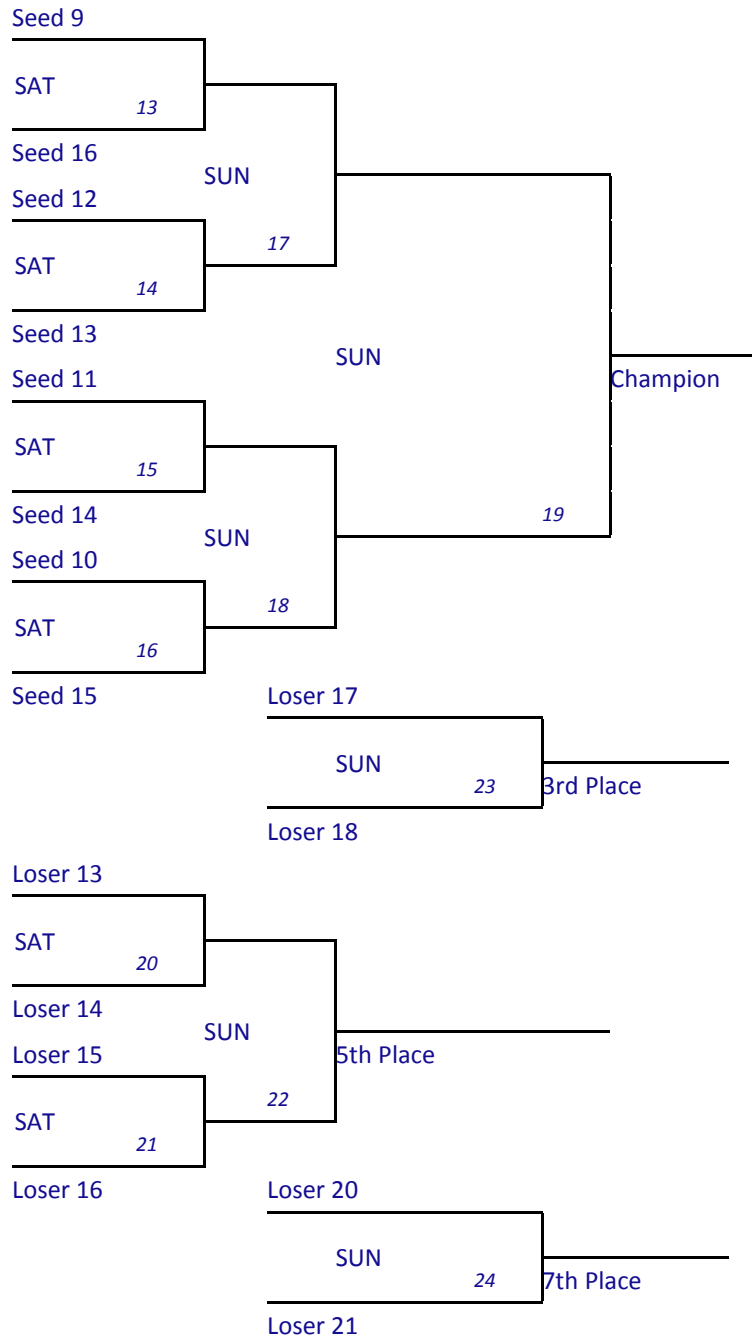 Seed 9
SAT
13
Seed 16
SUN
Seed 12
17
SAT
14
Seed 13
SUN
Seed 11
Champion
SAT
15
Seed 14
19
SUN
Seed 10
18
SAT
16
Seed 15
Loser 17
SUN
23
3rd Place
Loser 18
Loser 13
SAT
20
Loser 14
SUN
Loser 15
5th Place
22
SAT
21
Loser 16
Loser 20
SUN
24
7th Place
Loser 21